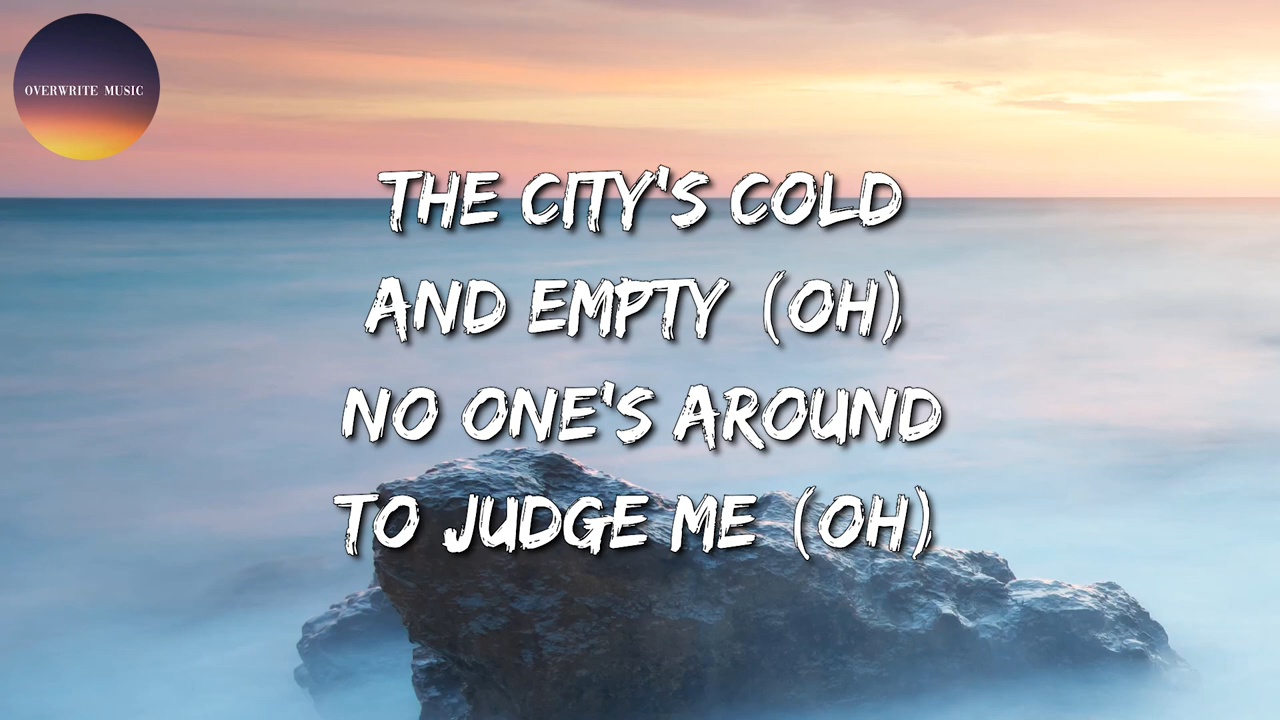 OVERWRITE MUSIC
THE CITY'S COLD
AND EMPTY (OH)
NO ONE'S AROUND
TO JUDGE ME (OH)